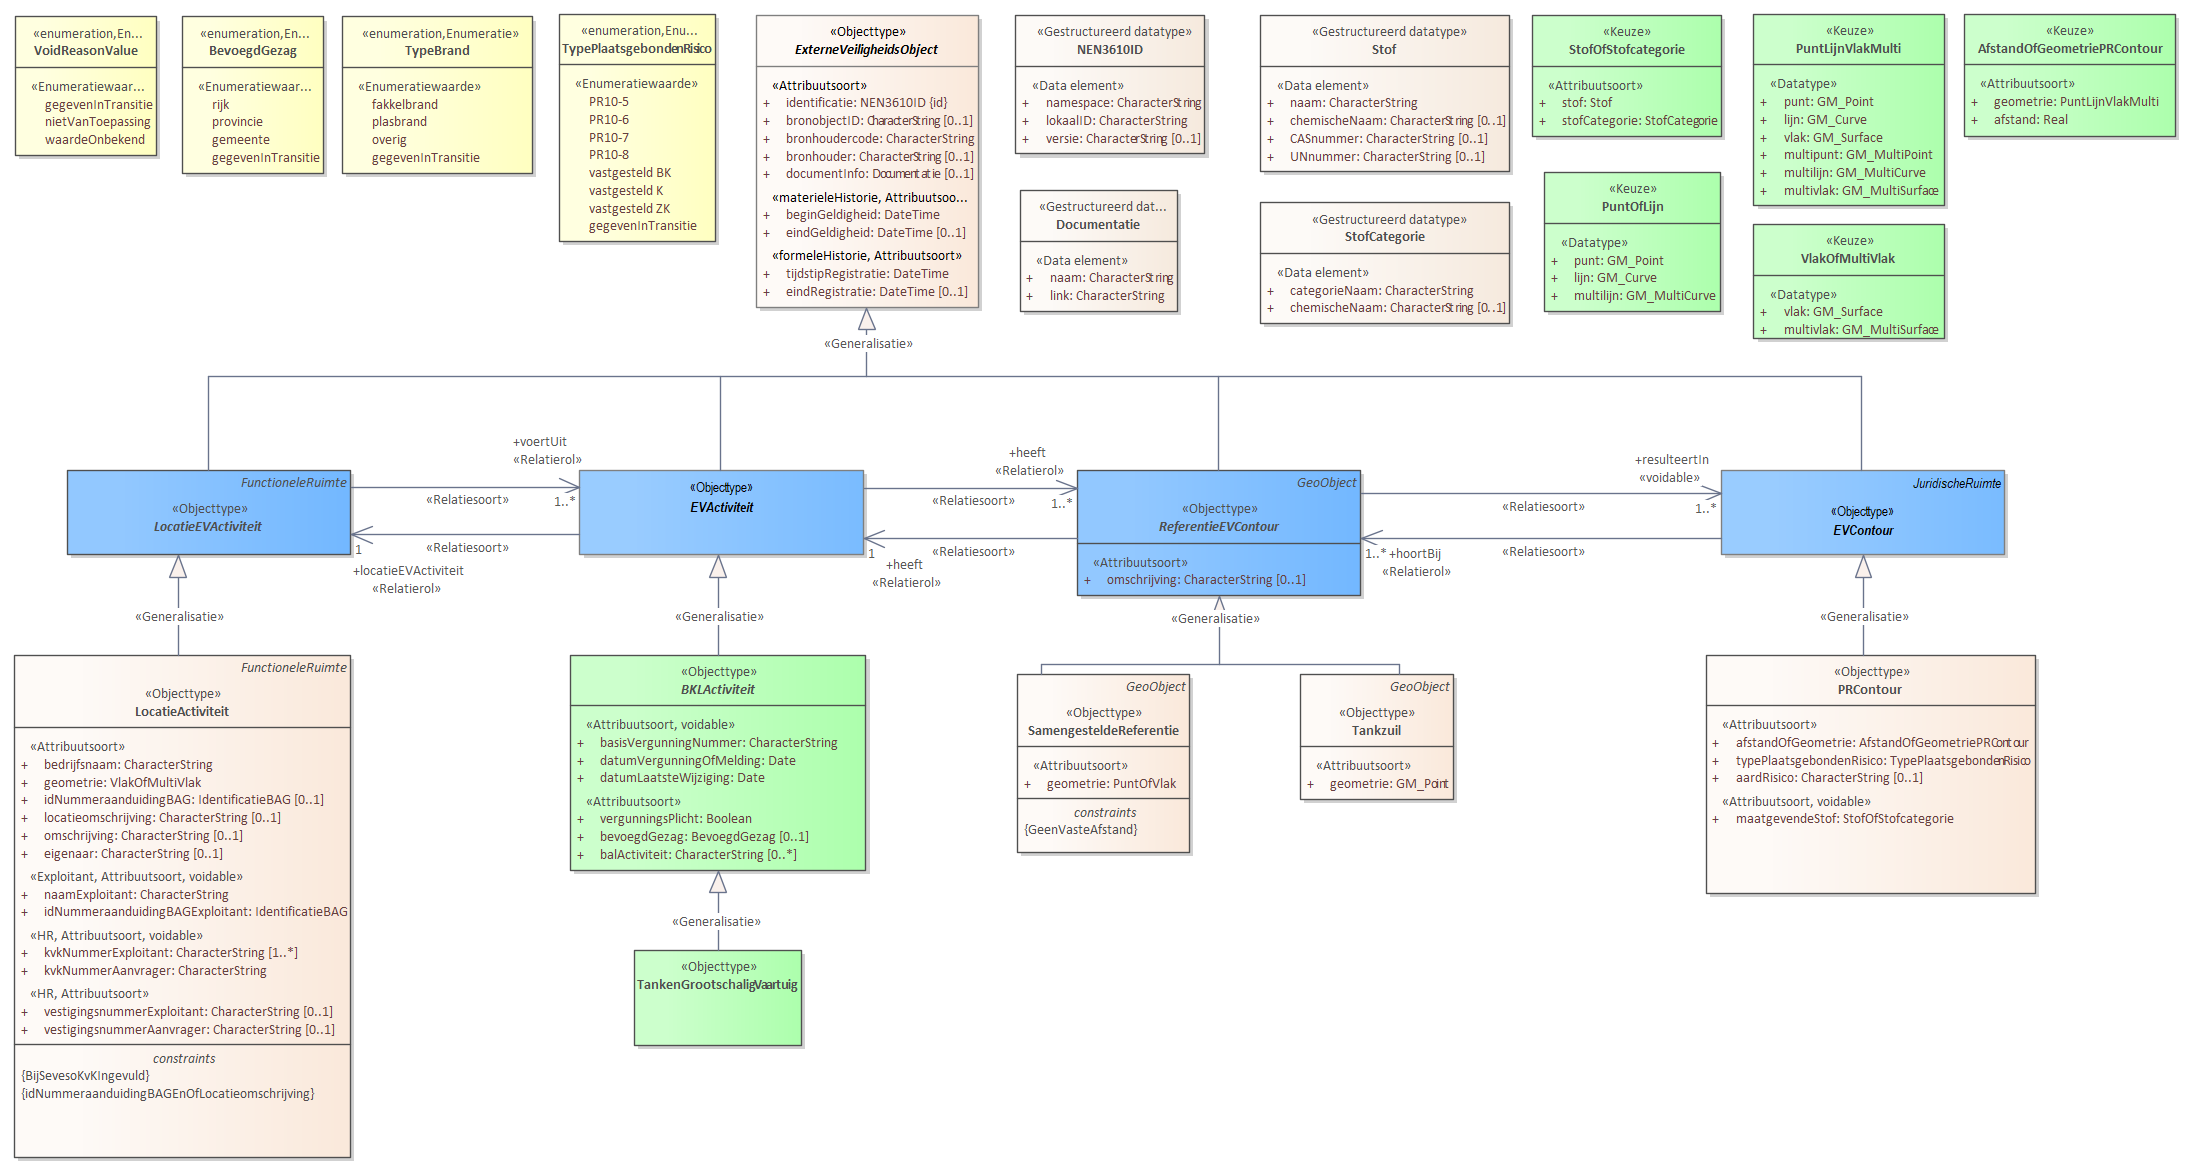 «enumeration,En...
VoidReasonValue
«Enumeratiewaar...
gegevenInTransitie
nietVanToepassing
waardeOnbekend
«enumeration,En...
BevoegdGezag
«Enumeratiewaar...
rijk
provincie
gemeente
gegevenInTransitie
«enumeration,Enumeratie»
TypeBrand
«Enumeratiewaarde»
fakkelbrand
plasbrand
overig
gegevenInTransitie
«enumeration,Enu...
TypePlaatsgebondenRisico
«Enumeratiewaarde»
PR10-5
PR10-6
PR10-7
PR10-8
vastgesteld BK
vastgesteld K
vastgesteld ZK
gegevenInTransitie
«Objecttype»
ExterneVeiligheidsObject
«Attribuutsoort»
+ identificatie: NEN3610ID {id}
+ bronobjectID: CharacterString [0..1]
+ bronhoudercode: CharacterString
+ bronhouder: CharacterString [0..1]
+ documentInfo: Documentatie [0..1]
«materieleHistorie, Attribuutsoo...
+ beginGeldigheid: DateTime
+ eindGeldigheid: DateTime [0..1]
«formeleHistorie, Attribuutsoort»
+ tijdstipRegistratie: DateTime
+ eindRegistratie: DateTime [0..1]
«Gestructureerd datatype»
NEN3610ID
«Data element»
+ namespace: CharacterString
+ lokaalID: CharacterString
+ versie: CharacterString [0..1]
«Gestructureerd dat...
Documentatie
«Data element»
+ naam: CharacterString
+ link: CharacterString
«Gestructureerd datatype»
Stof
«Data element»
+ naam: CharacterString
+ chemischeNaam: CharacterString [0..1]
+ CASnummer: CharacterString [0..1]
+ UNnummer: CharacterString [0..1]
«Gestructureerd datatype»
StofCategorie
«Data element»
+ categorieNaam: CharacterString
+ chemischeNaam: CharacterString [0..1]
«Keuze»
StofOfStofcategorie
«Attribuutsoort»
+ stof: Stof
+ stofCategorie: StofCategorie
«Keuze»
PuntOfLijn
«Datatype»
+ punt: GM_Point
+ lijn: GM_Curve
+ multilijn: GM_MultiCurve
«Keuze»
PuntLijnVlakMulti
«Datatype»
+ punt: GM_Point
+ lijn: GM_Curve
+ vlak: GM_Surface
+ multipunt: GM_MultiPoint
+ multilijn: GM_MultiCurve
+ multivlak: GM_MultiSurface
«Keuze»
VlakOfMultiVlak
«Datatype»
+ vlak: GM_Surface
+ multivlak: GM_MultiSurface
«Keuze»
AfstandOfGeometriePRContour
«Attribuutsoort»
+ geometrie: PuntLijnVlakMulti
+ afstand: Real
«Generalisatie»
FunctioneleRuimte
«Objecttype»
LocatieEVActiviteit
+voertUit
«Relatierol»
«Relatiesoort»
1..*
«Relatiesoort»
1
+locatieEVActiviteit
«Relatierol»
«Objecttype»
EVActiviteit
+heeft
«Relatierol»
«Relatiesoort»
1..*
«Relatiesoort»
1
+heeft
«Relatierol»
GeoObject
«Objecttype»
ReferentieEVContour
«Attribuutsoort»
+ omschrijving: CharacterString [0..1]
+resulteertIn
«voidable»
«Relatiesoort»
1..*
«Relatiesoort»
1..* +hoortBij
«Relatierol»
JuridischeRuimte
«Objecttype»
EVContour
«Generalisatie»
«Generalisatie»
«Generalisatie»
«Generalisatie»
FunctioneleRuimte
«Objecttype»
LocatieActiviteit
«Attribuutsoort»
+ bedrijfsnaam: CharacterString
+ geometrie: VlakOfMultiVlak
+ idNummeraanduidingBAG: IdentificatieBAG [0..1]
+ locatieomschrijving: CharacterString [0..1]
+ omschrijving: CharacterString [0..1]
+ eigenaar: CharacterString [0..1]
«Exploitant, Attribuutsoort, voidable»
+ naamExploitant: CharacterString
+ idNummeraanduidingBAGExploitant: IdentificatieBAG
«HR, Attribuutsoort, voidable»
+ kvkNummerExploitant: CharacterString [1..*]
+ kvkNummerAanvrager: CharacterString
«HR, Attribuutsoort»
+ vestigingsnummerExploitant: CharacterString [0..1]
+ vestigingsnummerAanvrager: CharacterString [0..1]
constraints
{BijSevesoKvKIngevuld}
{idNummeraanduidingBAGEnOfLocatieomschrijving}
«Objecttype»
BKLActiviteit
«Attribuutsoort, voidable»
+ basisVergunningNummer: CharacterString
+ datumVergunningOfMelding: Date
+ datumLaatsteWijziging: Date
«Attribuutsoort»
+ vergunningsPlicht: Boolean
+ bevoegdGezag: BevoegdGezag [0..1]
+ balActiviteit: CharacterString [0..*]
«Generalisatie»
«Objecttype»
TankenGrootschaligVaartuig
GeoObject
«Objecttype»
SamengesteldeReferentie
«Attribuutsoort»
+ geometrie: PuntOfVlak
constraints
{GeenVasteAfstand}
GeoObject
«Objecttype»
Tankzuil
«Attribuutsoort»
+ geometrie: GM_Point
«Objecttype»
PRContour
«Attribuutsoort»
+ afstandOfGeometrie: AfstandOfGeometriePRContour
+ typePlaatsgebondenRisico: TypePlaatsgebondenRisico
+ aardRisico: CharacterString [0..1]
«Attribuutsoort, voidable»
+ maatgevendeStof: StofOfStofcategorie